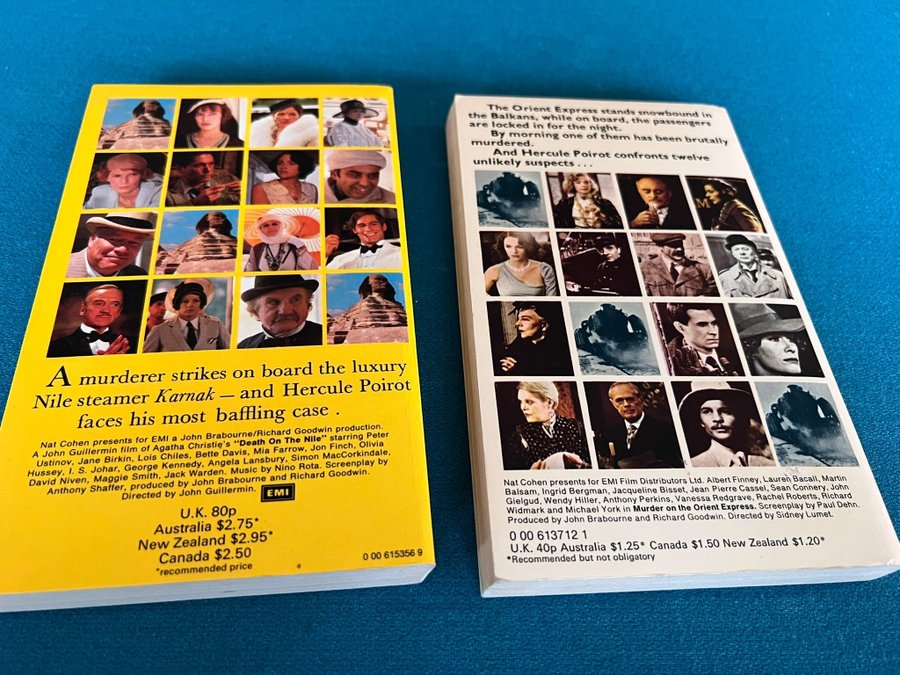 A murderer strikes on board the luxury
Nile steamer Karnak — and Hercule Poirot
faces his most baffling case .
Nat Cohen presents for EMI a John Brabourne/Richard Goodwin production.
A John Guillermin film of Agatha Christie's "Death On The Nile" starring Peter
Ustinov, Jane Birkin, Lois Chiles, Bette Davis, Mia Farrow, Jon Finch, Olivia
Hussey, I. S. Johar, George Kennedy, Angela Lansbury, Simon MacCorkindale,
David Niven, Maggie Smith, Jack Warden. Music by Nino Rota. Screenplay by
Anthony Shaffer, produced by John Brabourne and Richard Goodwin.
Directed by John Guillermin. EMI
U.K. 80p
Australia $2.75*
New Zealand $2.95*
Canada $2.50
*recommended price
0 00 615356 9
The Orient Express stands snowbound in
the Balkans, while on board, the passengers
are locked in for the night.
By morning one of them has been brutally
murdered.
And Hercule Poirot confronts twelve
unlikely suspects . . .
Nat Cohen presents for EMI Film Distributors Ltd. Albert Finney, Lauren Bacall, Martin
Balsam, Ingrid Bergman, Jacqueline Bisset, Jean Pierre Cassel, Sean Connery, John
Gielgud, Wendy Hiller, Anthony Perkins, Vanessa Redgrave, Rachel Roberts, Richard
Widmark and Michael York in Murder on the Orient Express. Screenplay by Paul Dehn.
Produced by John Brabourne and Richard Goodwin. Directed by Sidney Lumet.
0 00 613712 1
U.K. 40p Australia $1.25* Canada $1.50 New Zealand $1.20*
*Recommended but not obligatory